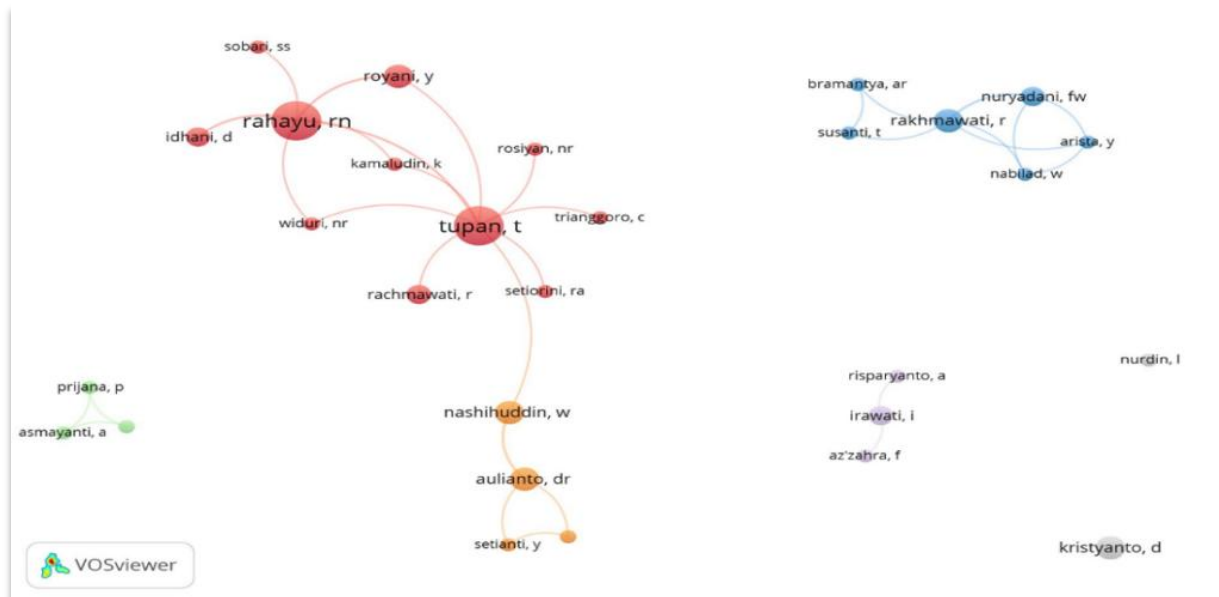 sobari, ss
royani, y
rahayu, rn
idhani, d
kamaludin, k
rosiyan, nr
widuri, nr
tupan, t
trianggoro, c
rachmawati, r
setiorini, ra
bramantya, ar
nuryadani, fw
rakhmawati, r
susanti, t
arista, y
nabilad, w
prijana, p
asmayanti, a
nashihuddin, w
aulianto, dr
setianti, y
risparyanto, a
irawati, i
az'zahra, f
nurdin, l
kristyanto, d
VOSviewer